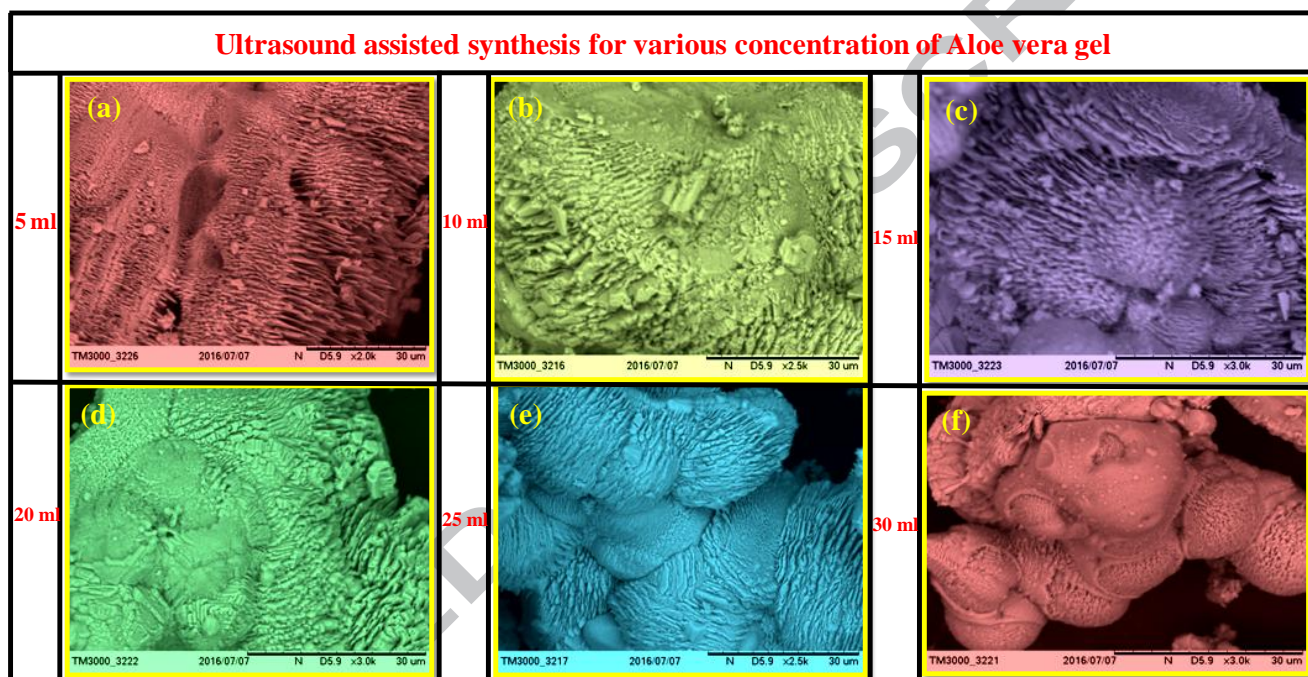 Ultrasound assisted synthesis for various concentration of Aloe vera gel
5 ml
(a)
TM3000_3226 2016/07/07 N D5.9 x2.0k 30 um
10 ml
(b)
TM3000_3216 2016/07/07 N D5.9 x2.5k 30 um
15 ml
(c)
TM3000_3223 2016/07/07 N D5.9 x3.0k 30 um
20 ml
(d)
TM3000_3222 2016/07/07 N D5.9 x3.0k 30 um
25 ml
(e)
TM3000_3217 2016/07/07 N D5.9 x2.5k 30 um
30 ml
(f)
TM3000_3221 2016/07/07 N D5.9 x3.0k 30 um